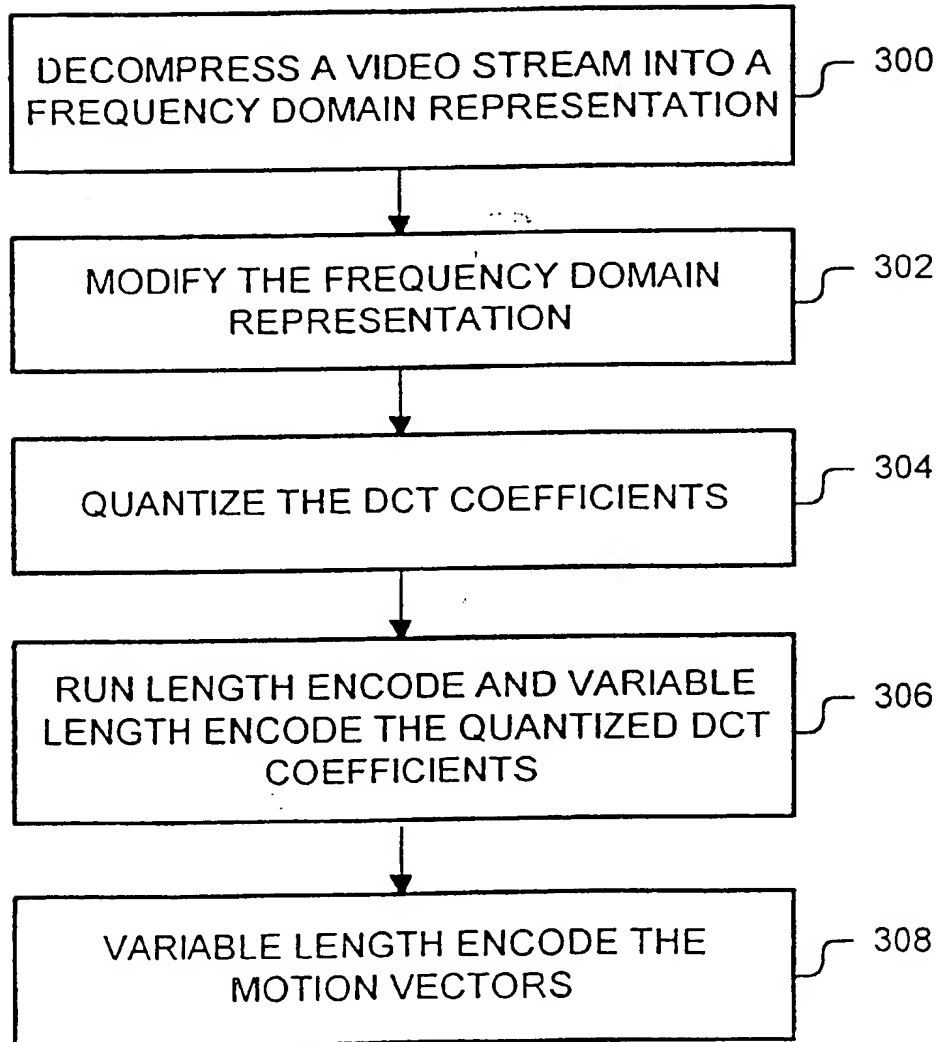 DECOMPRESS A VIDEO STREAM INTO A
FREQUENCY DOMAIN REPRESENTATION
300
MODIFY THE FREQUENCY DOMAIN
REPRESENTATION
302
QUANTIZE THE DCT COEFFICIENTS
304
RUN LENGTH ENCODE AND VARIABLE
LENGTH ENCODE THE QUANTIZED DCT
COEFFICIENTS
306
VARIABLE LENGTH ENCODE THE
MOTION VECTORS
308